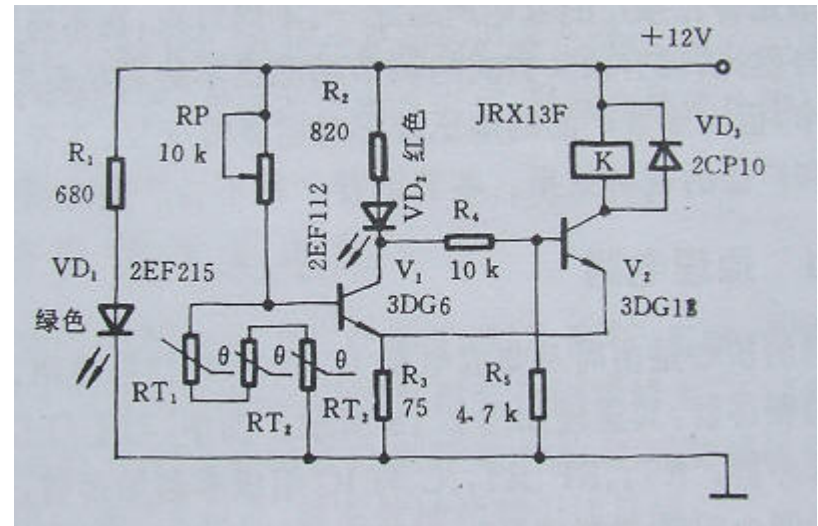 +12V
R₂
820
RP
10 k
JRX13F
K
VD₃
2CP10
R₁
680
2EF112
VD₂ 红色
R₄
10 k
VD₁
2EF215
绿色
V₁
3DG6
V₂
θ
θ
θ
RT₁
RT₂
RT₃
R₃
75
R₅
4.7 k